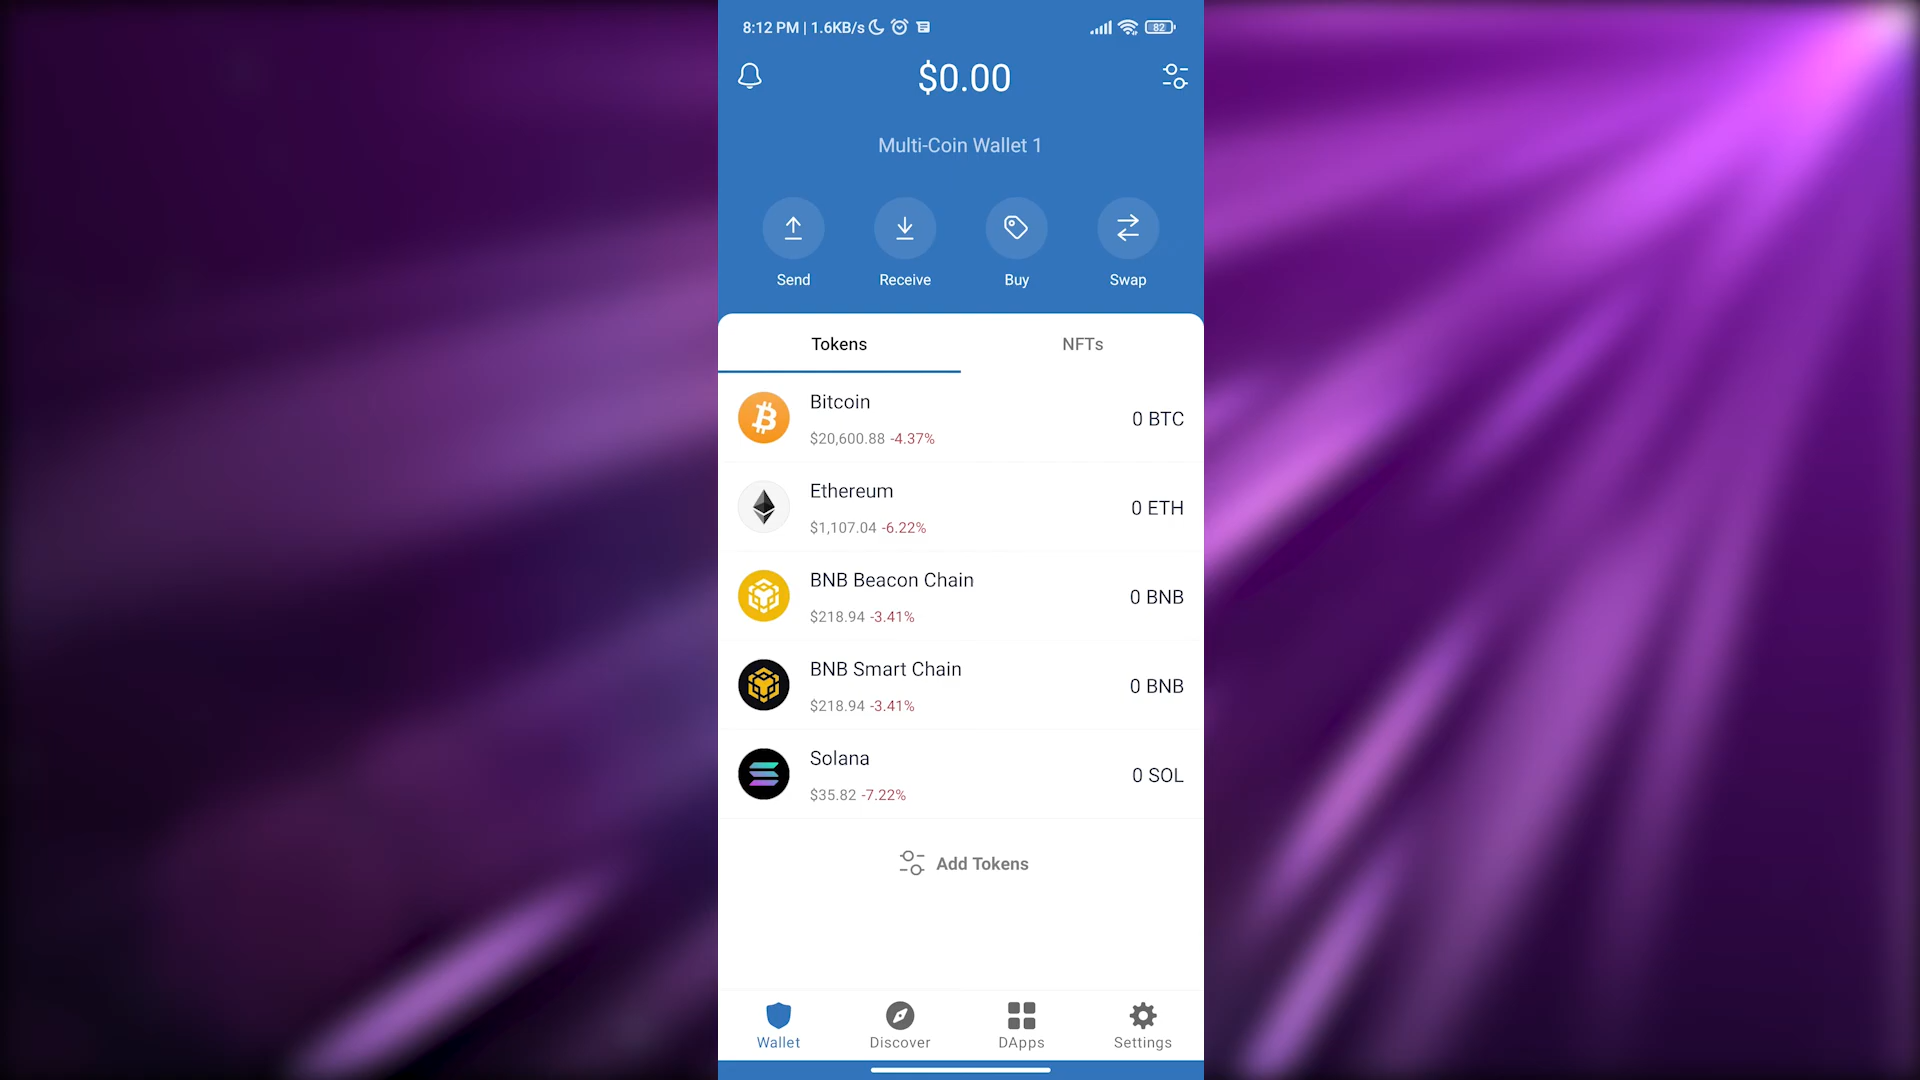 8:12 PM | 1.6KB/s
82
$0.00
Multi-Coin Wallet 1
Send Receive Buy Swap
Tokens NFTs
Bitcoin
$20,600.88 -4.37%
0 BTC
Ethereum
$1,107.04 -6.22%
0 ETH
BNB Beacon Chain
$218.94 -3.41%
0 BNB
BNB Smart Chain
$218.94 -3.41%
0 BNB
Solana
$35.82 -7.22%
0 SOL
Add Tokens
Wallet Discover DApps Settings